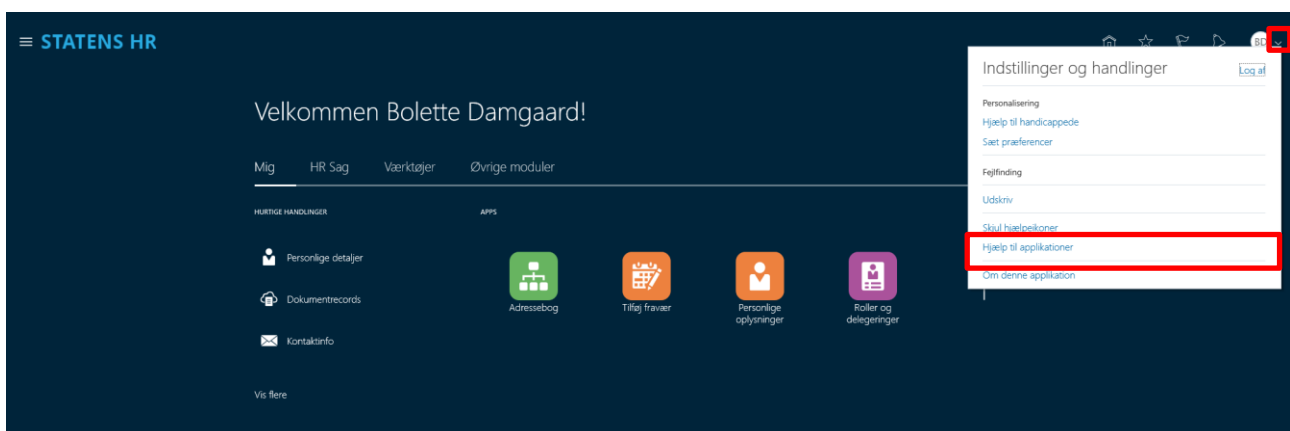 STATENS HR
BD
Indstillinger og handlinger
Log af
Personalisering
Hjælp til handicappede
Sæt præferencer
Fejlfinding
Udskriv
Skjul hjælpeikoner
Hjælp til applikationer
Om denne applikation
Velkommen Bolette Damgaard!
Mig HR Sag Værktøjer Øvrige moduler
HURTIGE HANDLINGER
APPS
Personlige detaljer
Dokumentrecords
Kontaktinfo
Vis flere
Adressebog
Tilføj fravær
Personlige
oplysninger
Roller og
delegeringer